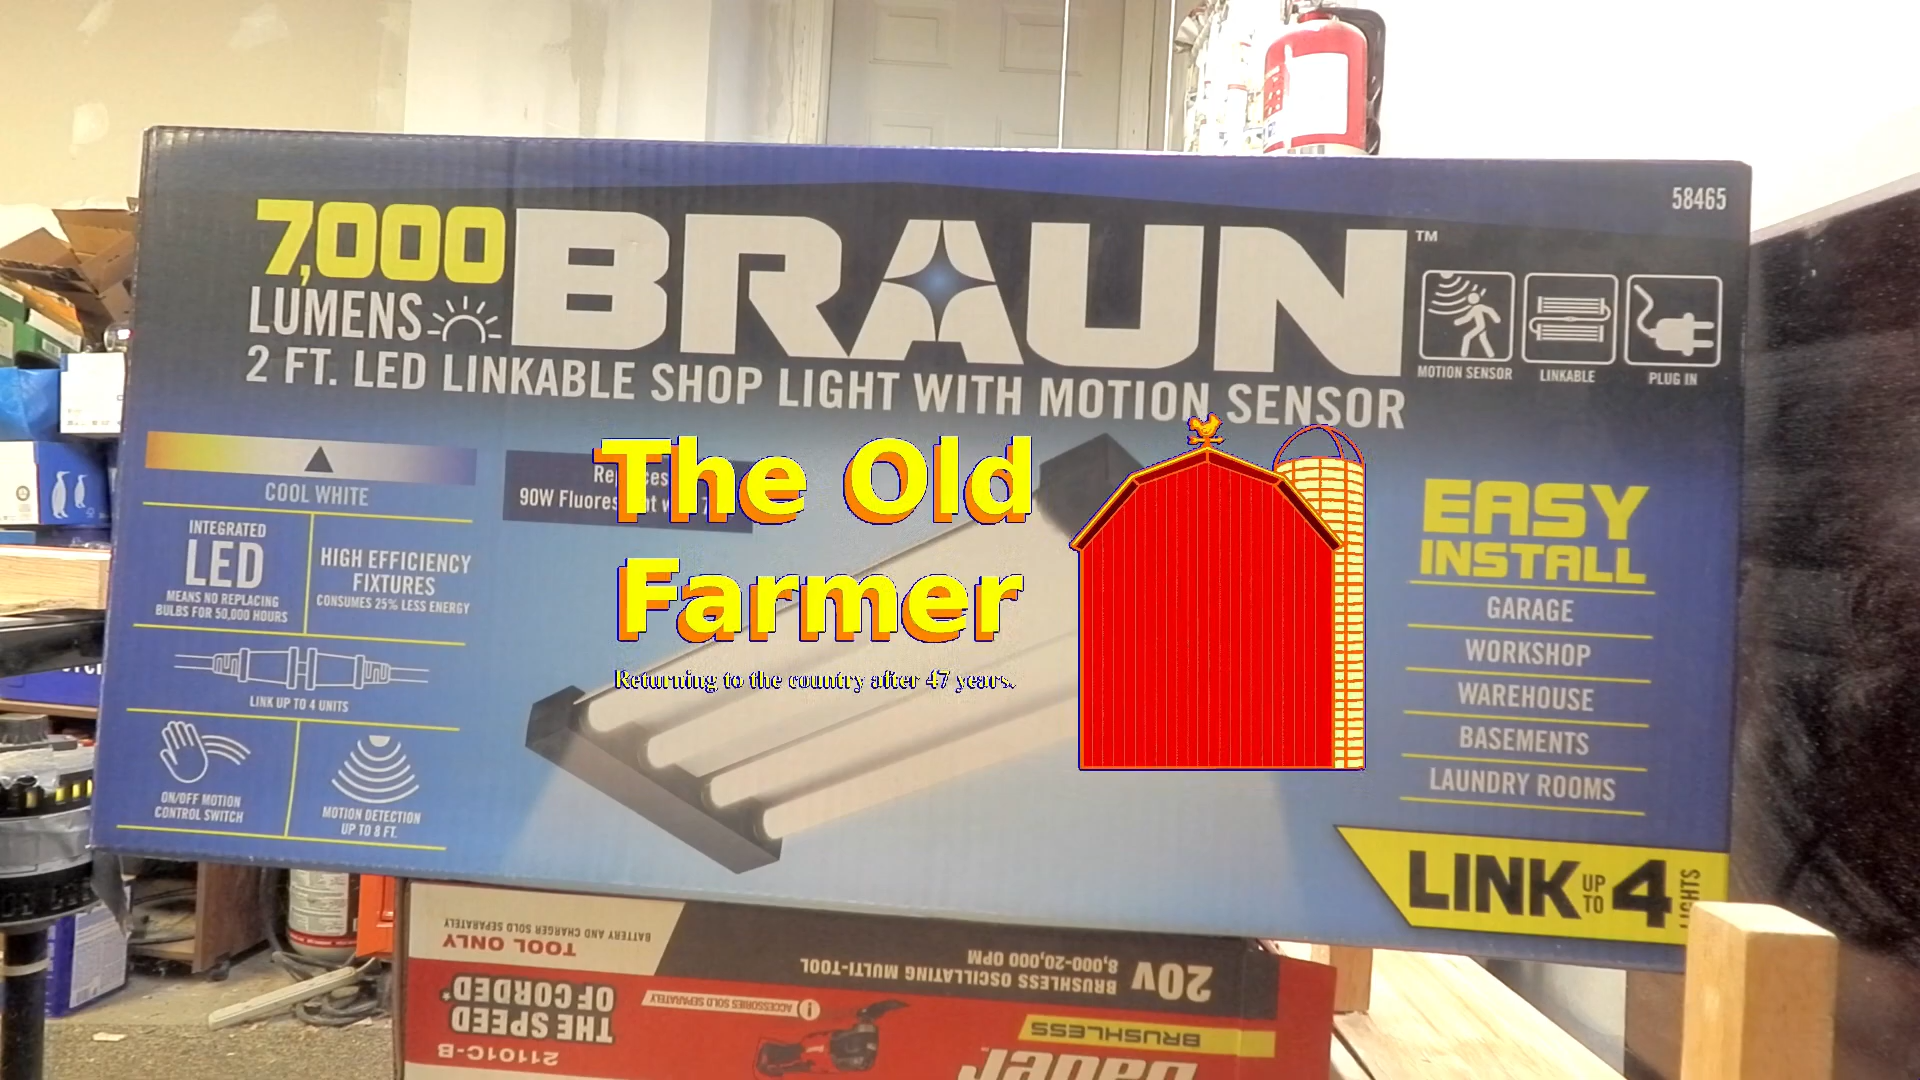 58465
7,000
LUMENS
BRAUN™
2 FT. LED LINKABLE SHOP LIGHT WITH MOTION SENSOR
MOTION SENSOR
LINKABLE
PLUG IN
COOL WHITE
INTEGRATED
LED
MEANS NO REPLACING
BULBS FOR 50,000 HOURS
HIGH EFFICIENCY
FIXTURES
CONSUMES 25% LESS ENERGY
LINK UP TO 4 UNITS
ON/OFF MOTION
CONTROL SWITCH
MOTION DETECTION
UP TO 8 FT.
90W
The Old
Farmer
Returning to the country after 47 years.
EASY
INSTALL
GARAGE
WORKSHOP
WAREHOUSE
BASEMENTS
LAUNDRY ROOMS
LINK UP TO 4 LIGHTS
BATTERY AND CHARGER SOLD SEPARATELY
TOOL ONLY
20V
BRUSHLESS OSCILLATING MULTI-TOOL
8,000-20,000 OPM
THE SPEED
OF CORDED*
ACCESSORIES SOLD SEPARATELY
21101C-B
BRUSHLESS